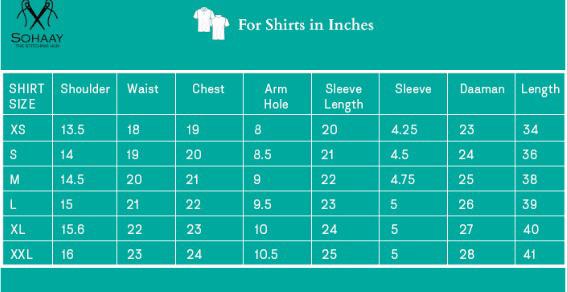 SOHAAY
THE STITCHING HUB
For Shirts in Inches
SHIRT SIZE Shoulder Waist Chest Arm Hole Sleeve Length Sleeve Daaman Length
XS 13.5 18 19 8 20 4.25 23 34
S 14 19 20 8.5 21 4.5 24 36
M 14.5 20 21 9 22 4.75 25 38
L 15 21 22 9.5 23 5 26 39
XL 15.6 22 23 10 24 5 27 40
XXL 16 23 24 10.5 25 5 28 41